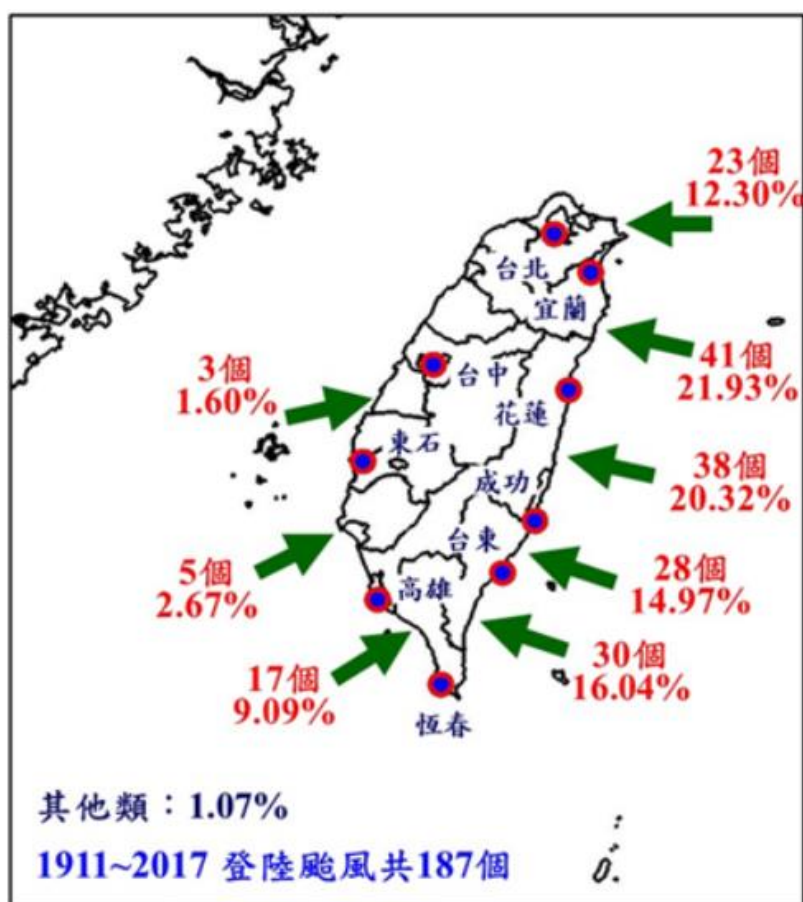 23個
12.30%
台北
宜蘭
41個
21.93%
3個
1.60%
台中
花蓮
東石
38個
20.32%
成功
5個
2.67%
台東
28個
14.97%
高雄
17個
9.09%
30個
16.04%
恆春
其他類：1.07%
1911~2017 登陸颱風共187個